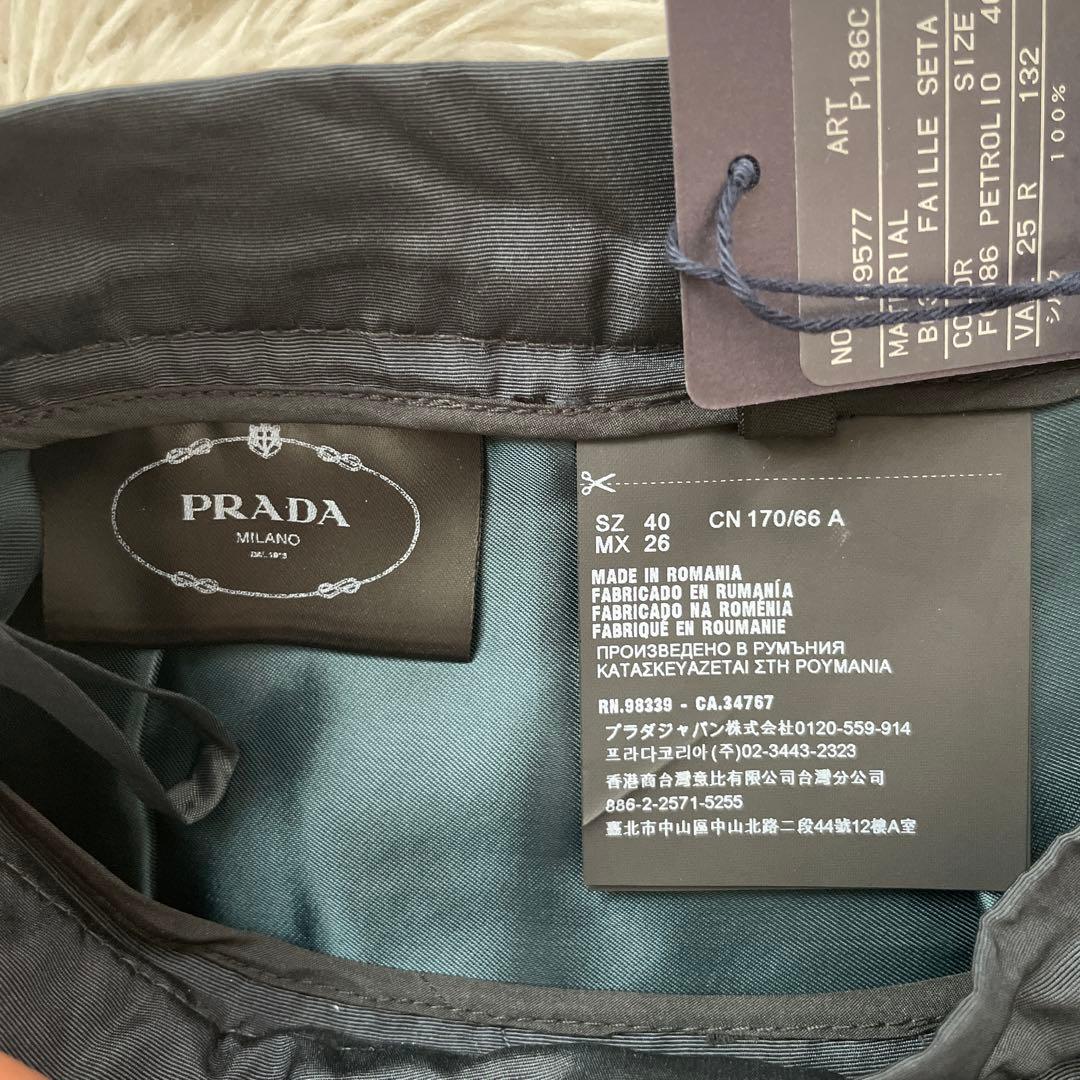 PRADA
MILANO
DAL 1913
SZ 40 CN 170/66 A
MX 26
MADE IN ROMANIA
FABRICADO EN RUMANÍA
FABRICADO NA ROMÉNIA
FABRIQUÉ EN ROUMANIE
ПРОИЗВЕДЕНО В РУМЪНИЯ
ΚΑΤΑΣΚΕΥΑΖΕΤΑΙ ΣΤΗ ΡΟΥΜΑΝΙΑ
RN.98339 - CA.34767
プラダジャパン株式会社0120-559-914
프라다코리아(주)02-3443-2323
香港商台灣意比有限公司台灣分公司
886-2-2571-5255
臺北市中山區中山北路二段44號12樓A室
ART
9577 P186C
MATERIAL
FAILLE SETA
SIZE
PETROLIO
25 R 132
100%